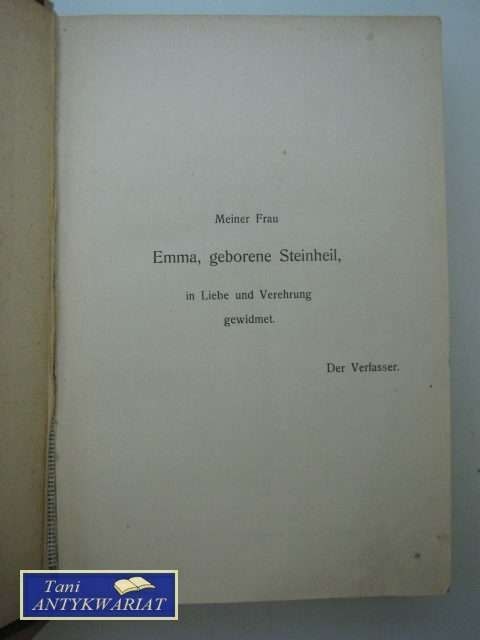 Meiner Frau
Emma, geborene Steinheil,
in Liebe und Verehrung
gewidmet.
Der Verfasser.
Tani
ANTYKWARIAT